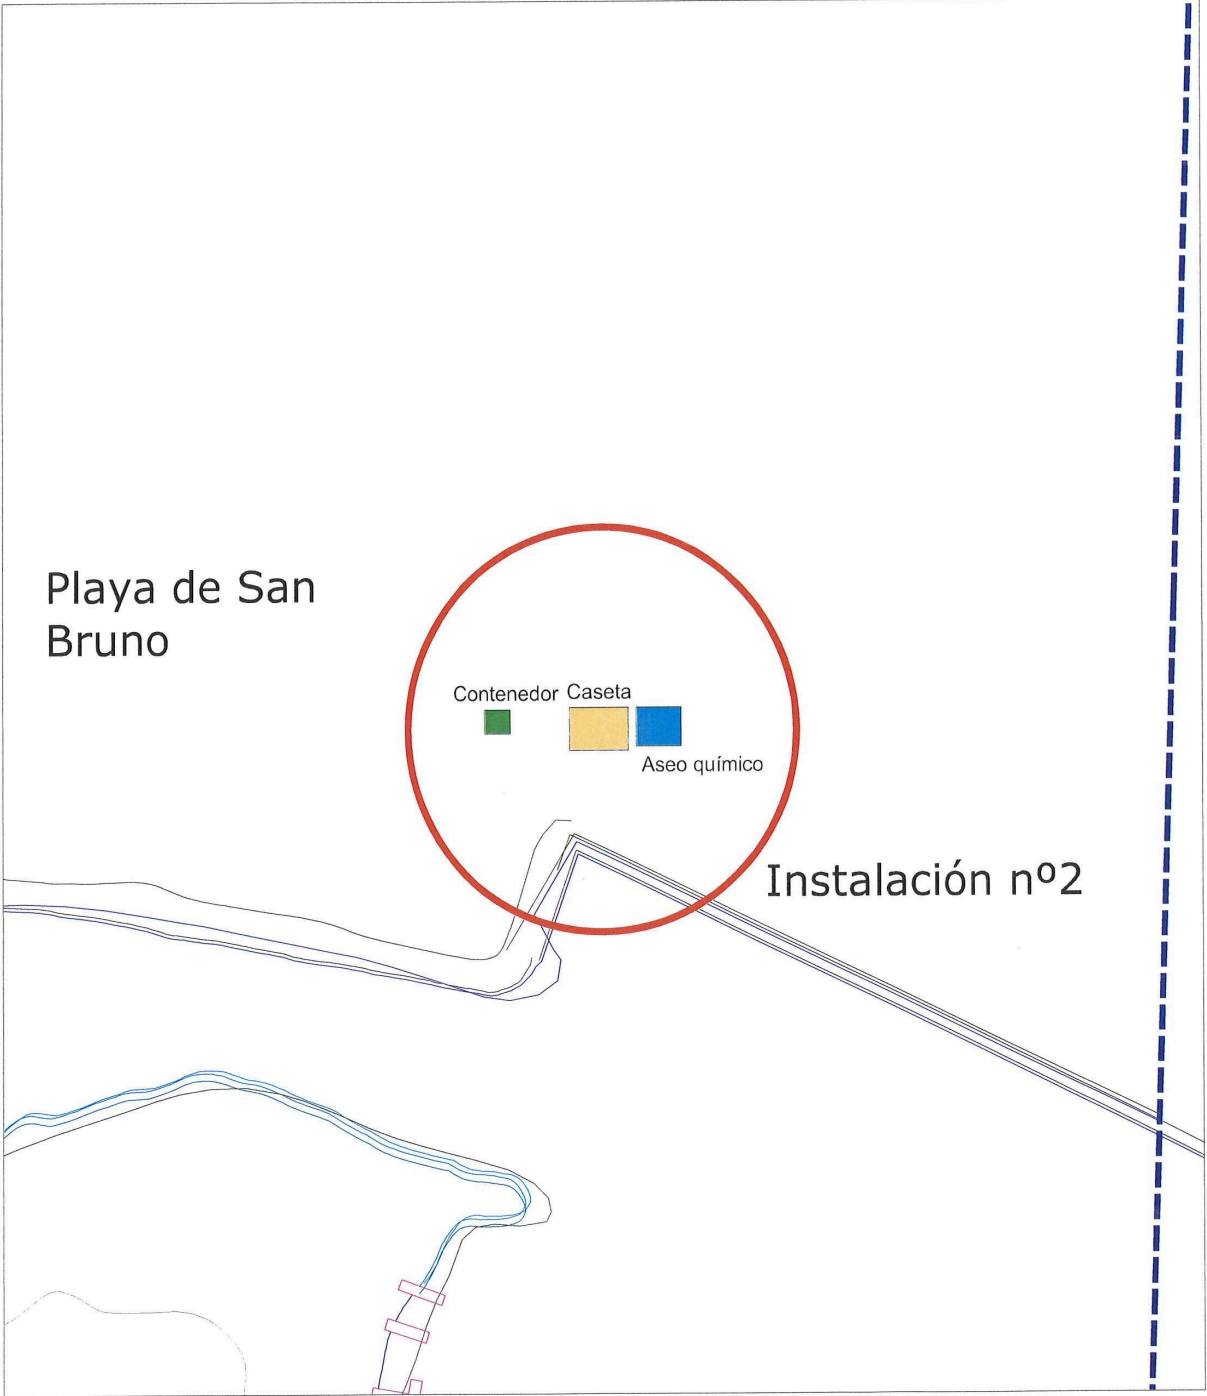 Playa de San
Bruno
Contenedor Caseta
Aseo químico
Instalación nº2